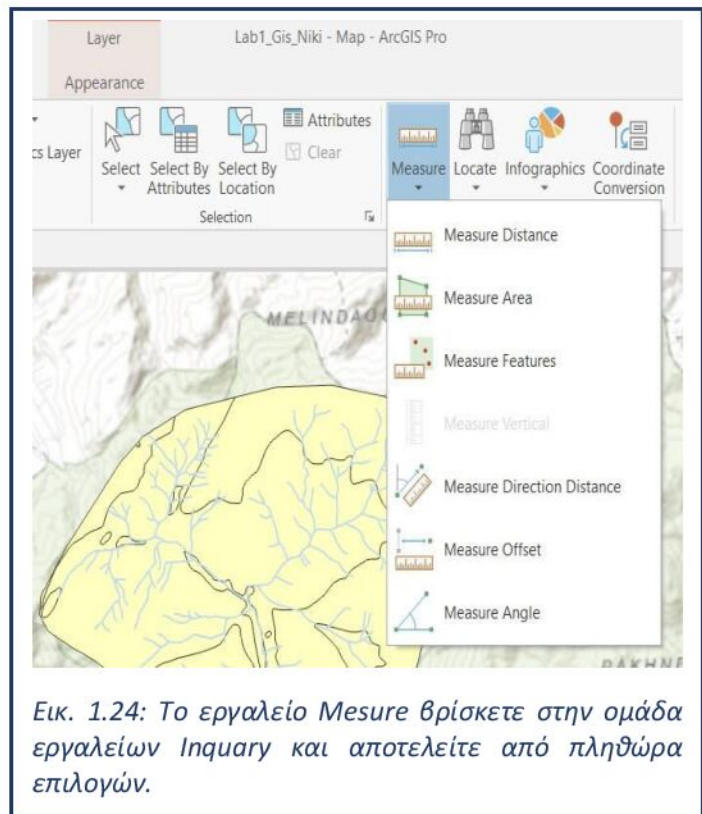 Layer
Lab1_Gis_Niki - Map - ArcGIS Pro
Appearance
cs Layer
Select
Select By
Attributes
Select By
Location
Attributes
Clear
Selection
Measure
Locate
Infographics
Coordinate
Conversion
Measure Distance
Measure Area
Measure Features
Measure Vertical
Measure Direction Distance
Measure Offset
Measure Angle
Εικ. 1.24: Το εργαλείο Mesure βρίσκετε στην ομάδα
εργαλείων Inquary και αποτελείτε από πληθώρα
επιλογών.